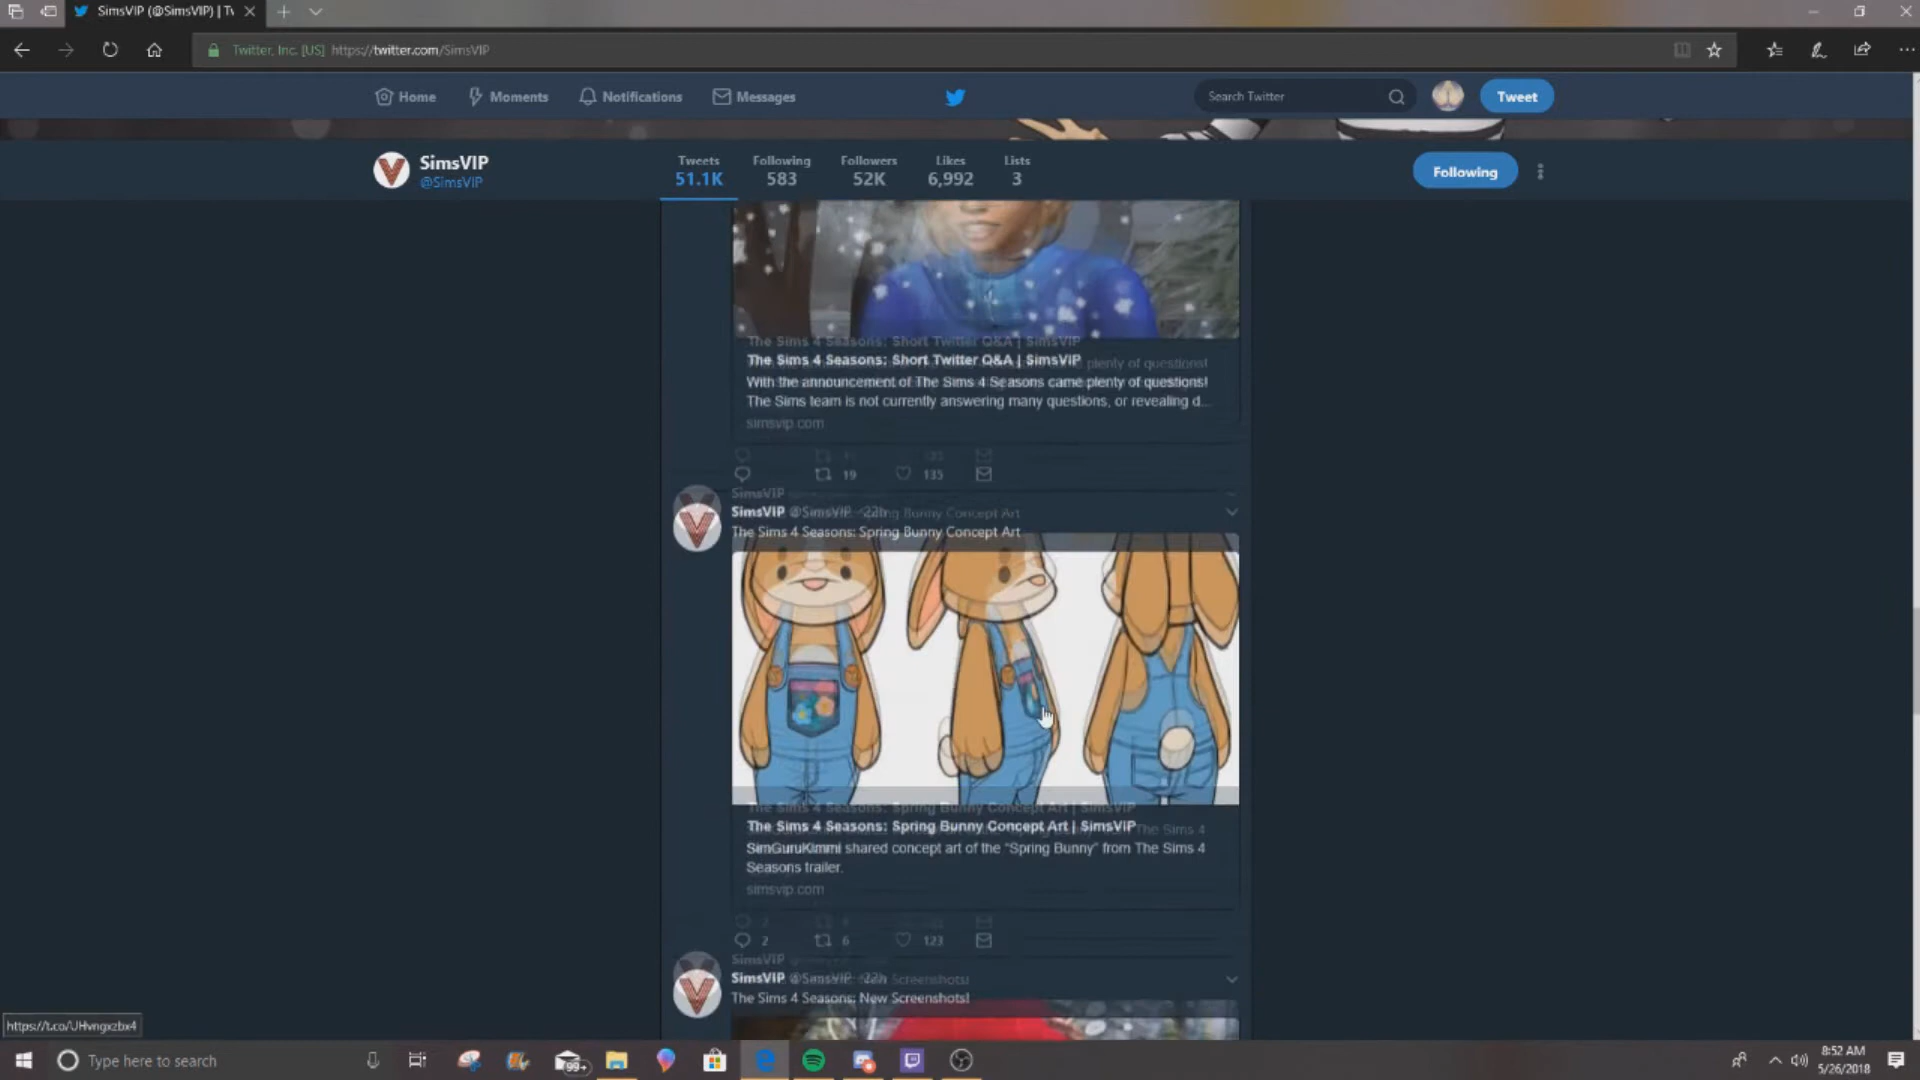 SimsVIP (@SimsVIP) | Tv
Twitter, Inc. [US] https://twitter.com/SimsVIP
Home Moments Notifications Messages Search Twitter Tweet
SimsVIP
@SimsVIP
Tweets Following Followers Likes Lists
51.1K 583 52K 6,992 3
Following
The Sims 4 Seasons: Short Twitter Q&A | SimsVIP
With the announcement of The Sims 4 Seasons came plenty of questions!
The Sims team is not currently answering many questions, or revealing d...
simsvip.com
19 135
SimsVIP @SimsVIP · 22h
The Sims 4 Seasons: Spring Bunny Concept Art
The Sims 4 Seasons: Spring Bunny Concept Art | SimsVIP
SimGuruKimmi shared concept art of the "Spring Bunny" from The Sims 4
Seasons trailer.
simsvip.com
2 6 123
SimsVIP @SimsVIP · 22h
The Sims 4 Seasons: New Screenshots!
https://t.co/UHvngxzbx4
Type here to search
99+
8:52 AM
5/26/2018